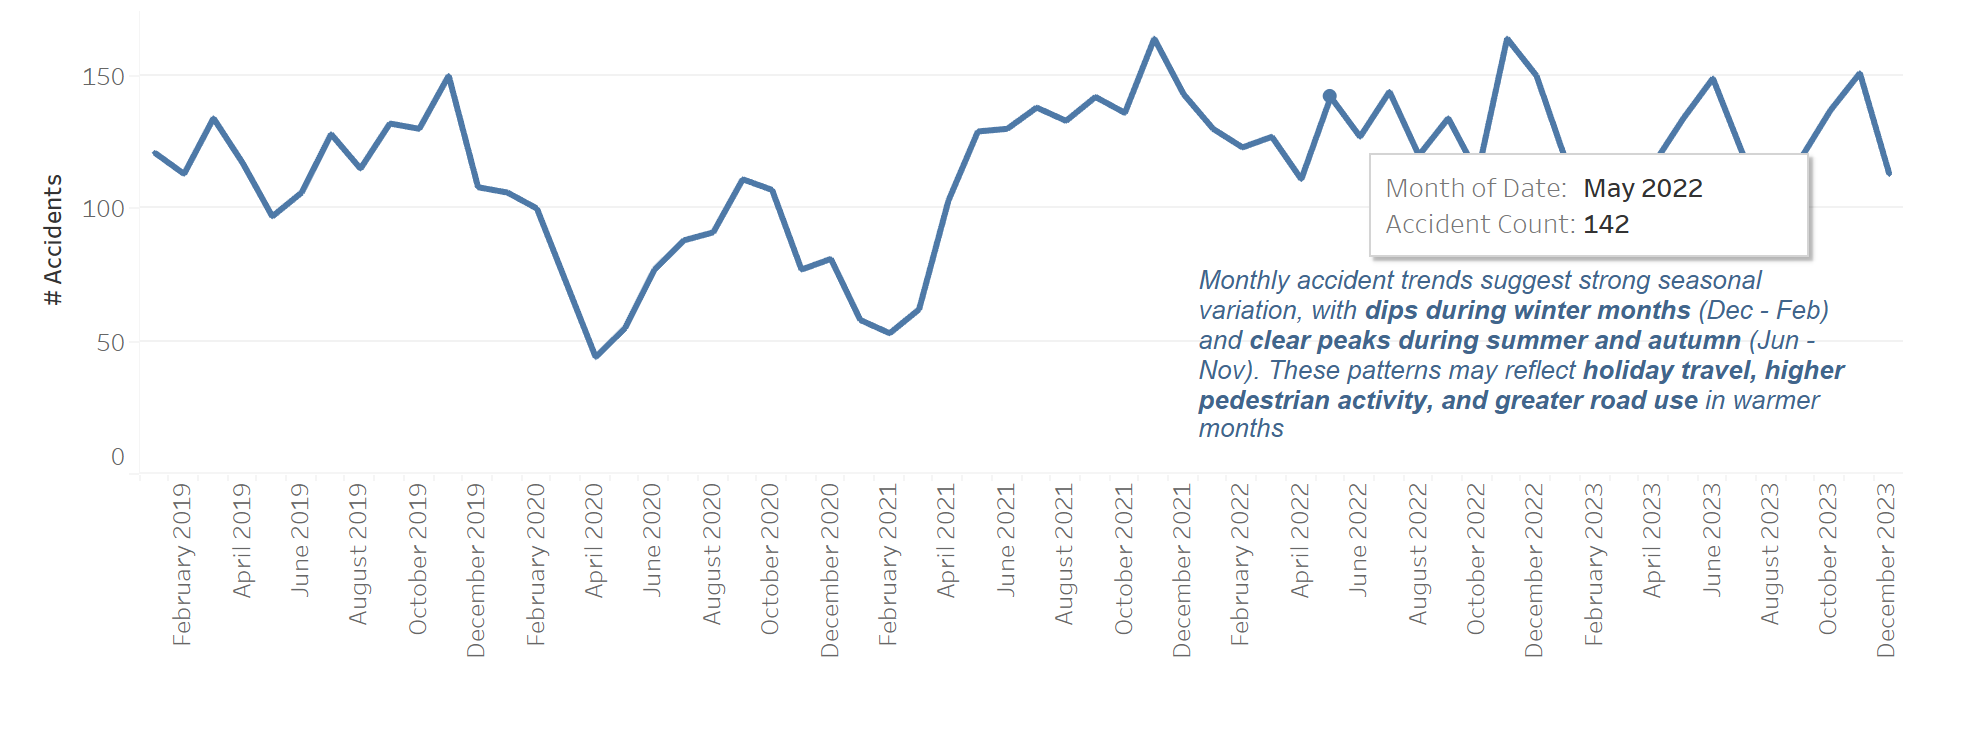 150
100
50
0
# Accidents
Month of Date: May 2022
Accident Count: 142
Monthly accident trends suggest strong seasonal
variation, with dips during winter months (Dec - Feb)
and clear peaks during summer and autumn (Jun -
Nov). These patterns may reflect holiday travel, higher
pedestrian activity, and greater road use in warmer
months
February 2019
April 2019
June 2019
August 2019
October 2019
December 2019
February 2020
April 2020
June 2020
August 2020
October 2020
December 2020
February 2021
April 2021
June 2021
August 2021
October 2021
December 2021
February 2022
April 2022
June 2022
August 2022
October 2022
December 2022
February 2023
April 2023
June 2023
August 2023
October 2023
December 2023